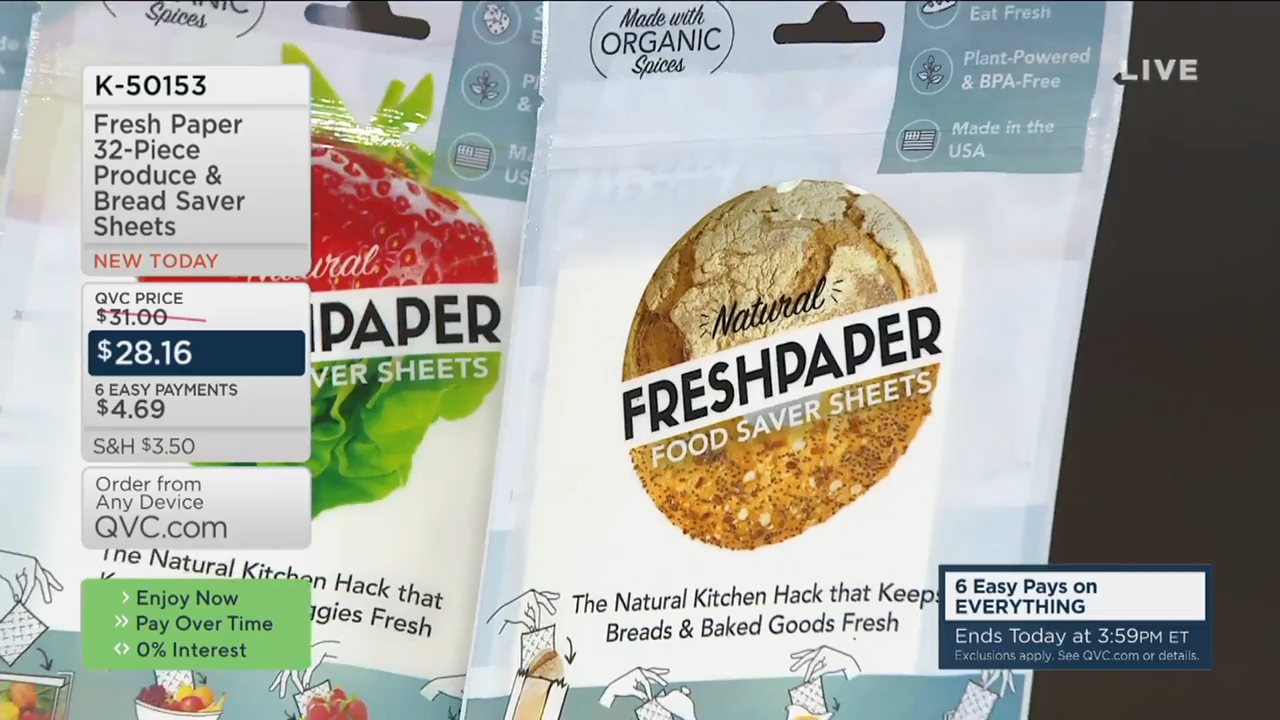 K-50153
Fresh Paper
32-Piece
Produce &
Bread Saver
Sheets
NEW TODAY
QVC PRICE
$31.00
$28.16
6 EASY PAYMENTS
$4.69
S&H $3.50
Order from
Any Device
QVC.com
Enjoy Now
Pay Over Time
0% Interest
Spices
VER SHEETS
The Natural Kitchen Hack that
ggies Fresh
Made with
ORGANIC
Spices
Eat Fresh
Plant-Powered
& BPA-Free
Made in the
USA
Natural
FRESHPAPER
FOOD SAVER SHEETS
The Natural Kitchen Hack that Keeps
Breads & Baked Goods Fresh
LIVE
6 Easy Pays on
EVERYTHING
Ends Today at 3:59PM ET
Exclusions apply. See QVC.com or details.